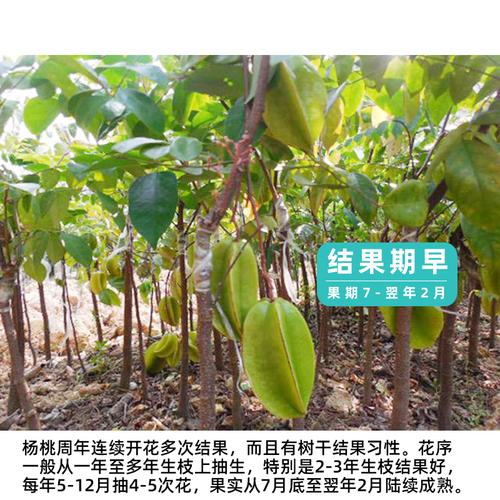 结果期早
果期7-翌年2月
杨桃周年连续开花多次结果，而且有树干结果习性。花序
一般从一年至多年生枝上抽生，特别是2-3年生枝结果好，
每年5-12月抽4-5次花，果实从7月底至翌年2月陆续成熟。